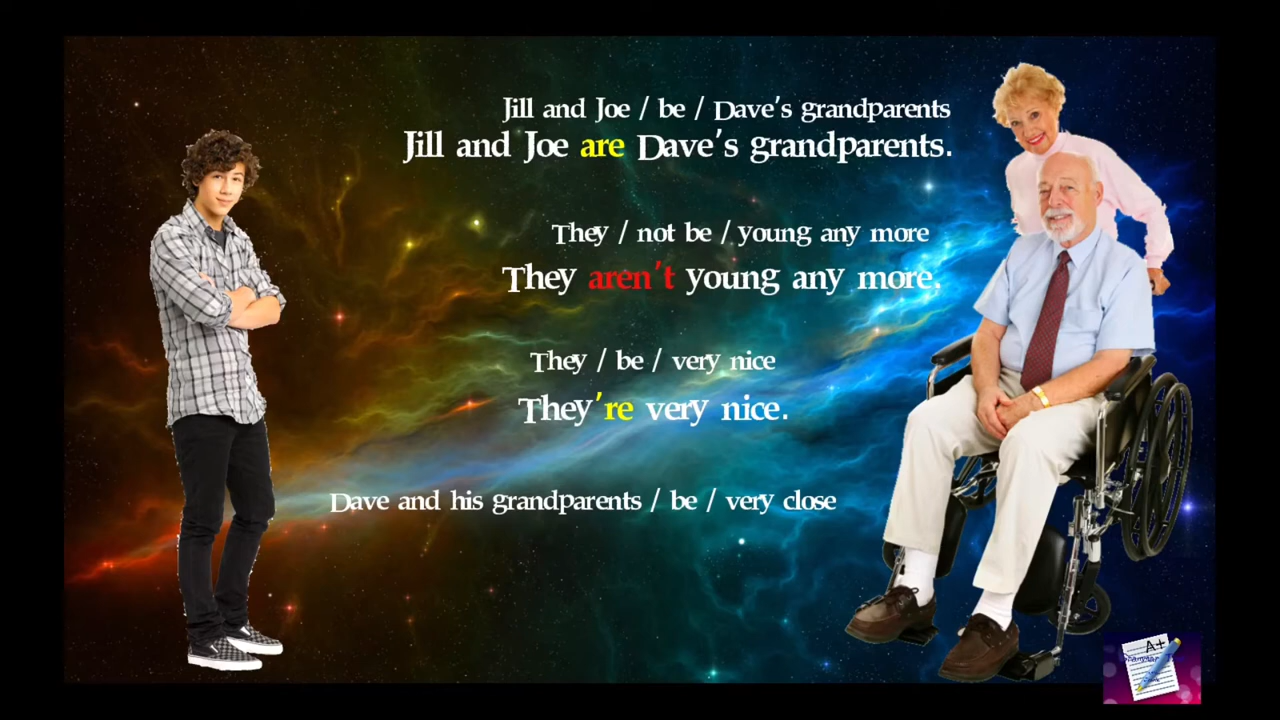 Jill and Joe / be / Dave's grandparents
Jill and Joe are Dave's grandparents.
They / not be / young any more
They aren't young any more.
They / be / very nice
They're very nice.
Dave and his grandparents / be / very close
A+